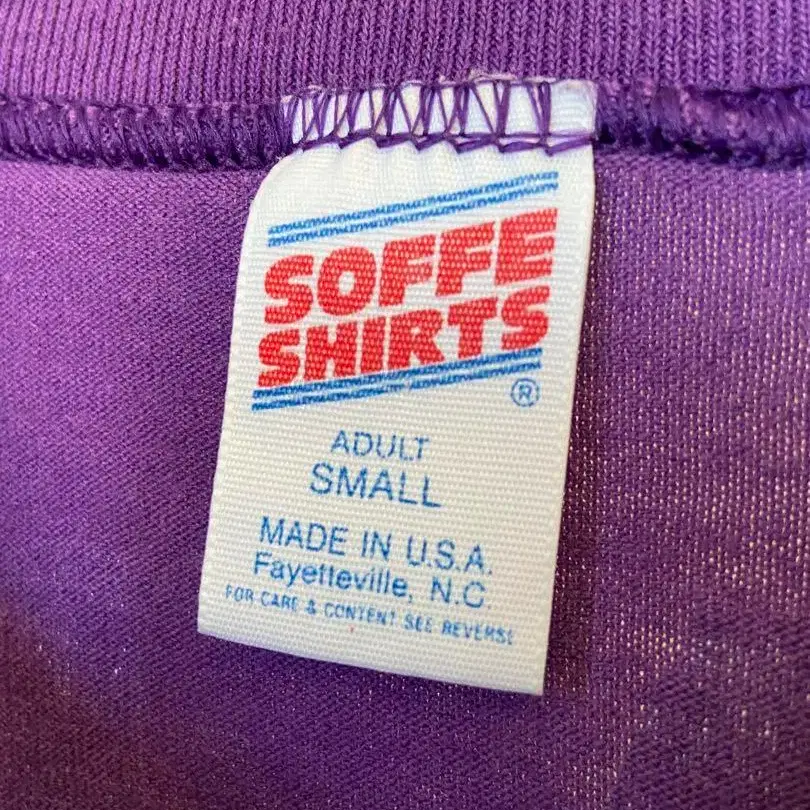 SOFFE
SHIRTS
®
ADULT
SMALL
MADE IN U.S.A.
Fayetteville, N.C.
FOR CARE & CONTENT SEE REVERSE